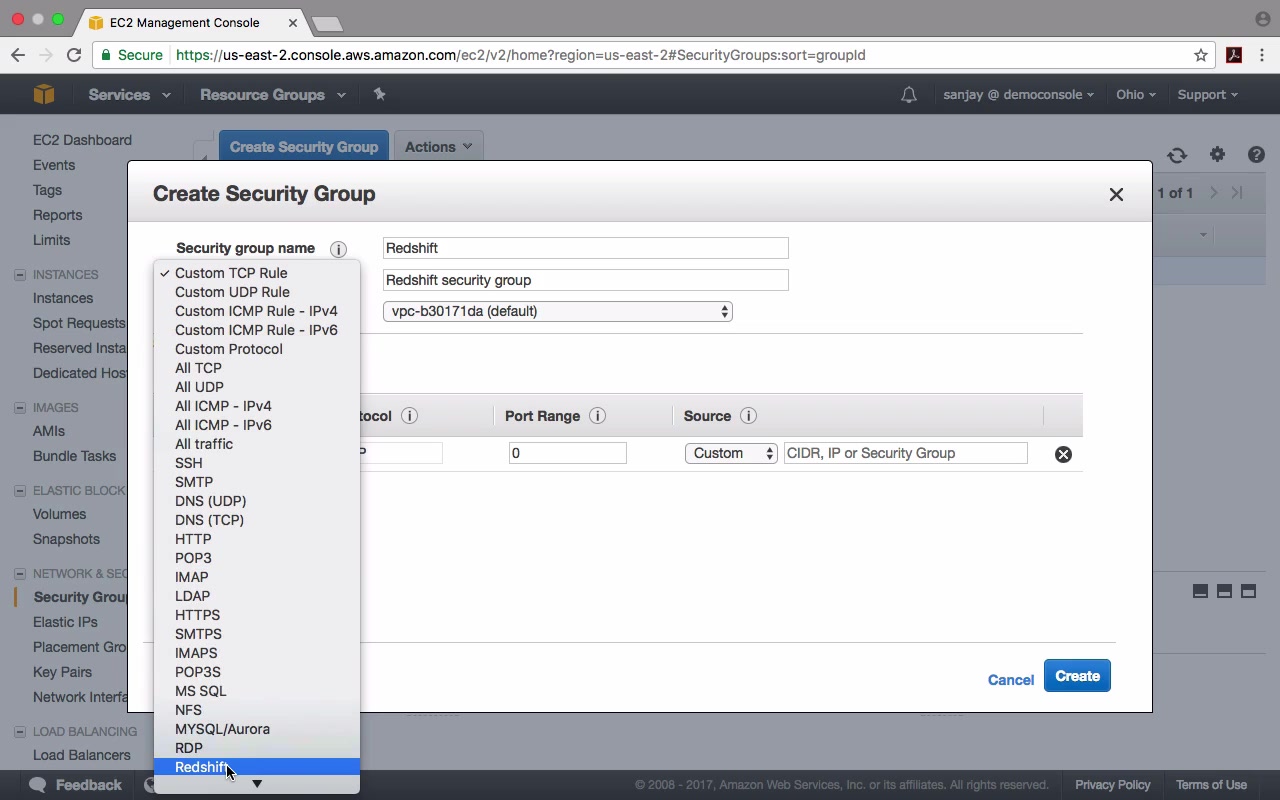 EC2 Management Console
Secure https://us-east-2.console.aws.amazon.com/ec2/v2/home?region=us-east-2#SecurityGroups:sort=groupId
Services Resource Groups sanjay @ democonsole Ohio Support
EC2 Dashboard
Events
Tags
Reports
Limits
INSTANCES
Instances
Spot Requests
Reserved Insta
Dedicated Hos
IMAGES
AMIs
Bundle Tasks
ELASTIC BLOCK
Volumes
Snapshots
NETWORK & SEC
Security Group
Elastic IPs
Placement Gro
Key Pairs
Network Interfa
LOAD BALANCING
Load Balancers
Create Security Group Actions
1 of 1
Create Security Group
Security group name Redshift
Redshift security group
vpc-b30171da (default)
Custom TCP Rule
Custom UDP Rule
Custom ICMP Rule - IPv4
Custom ICMP Rule - IPv6
Custom Protocol
All TCP
All UDP
All ICMP - IPv4
All ICMP - IPv6
All traffic
SSH
SMTP
DNS (UDP)
DNS (TCP)
HTTP
POP3
IMAP
LDAP
HTTPS
SMTPS
IMAPS
POP3S
MS SQL
NFS
MYSQL/Aurora
RDP
Redshift
tocol Port Range Source
P 0 Custom CIDR, IP or Security Group
Cancel Create
Feedback © 2008 - 2017, Amazon Web Services, Inc. or its affiliates. All rights reserved. Privacy Policy Terms of Use